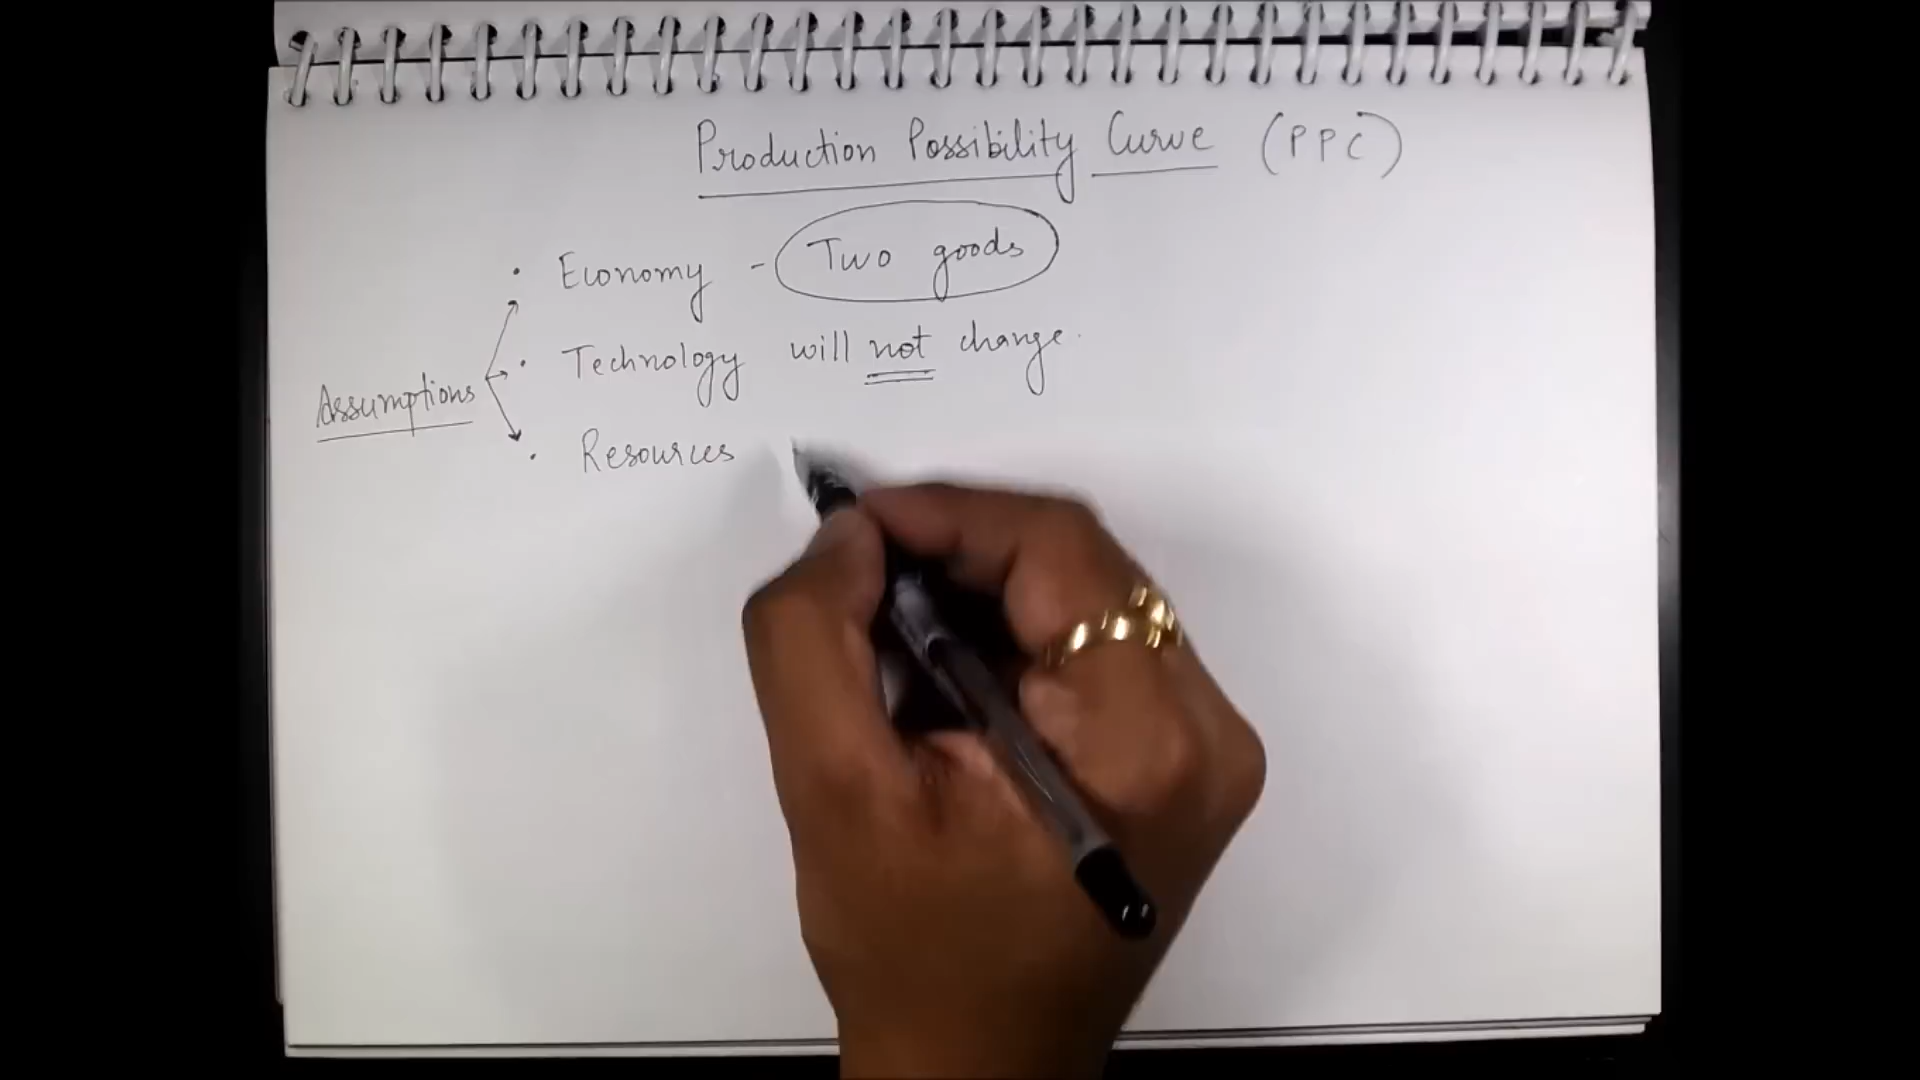 Production Possibility Curve (PPC)
• Economy - Two goods
• Technology will not change.
Assumptions
• Resources